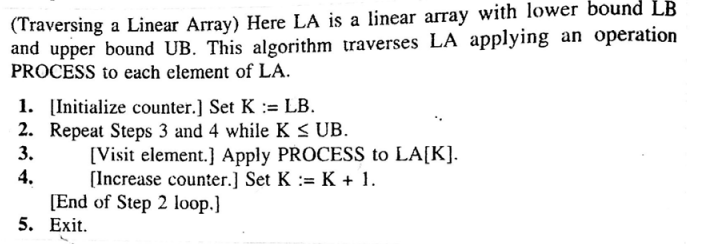 (Traversing a Linear Array) Here LA is a linear array with lower bound LB
and upper bound UB. This algorithm traverses LA applying an operation
PROCESS to each element of LA.
1. [Initialize counter.] Set K := LB.
2. Repeat Steps 3 and 4 while K ≤ UB.
3. [Visit element.] Apply PROCESS to LA[K].
4. [Increase counter.] Set K := K + 1.
[End of Step 2 loop.]
5. Exit.